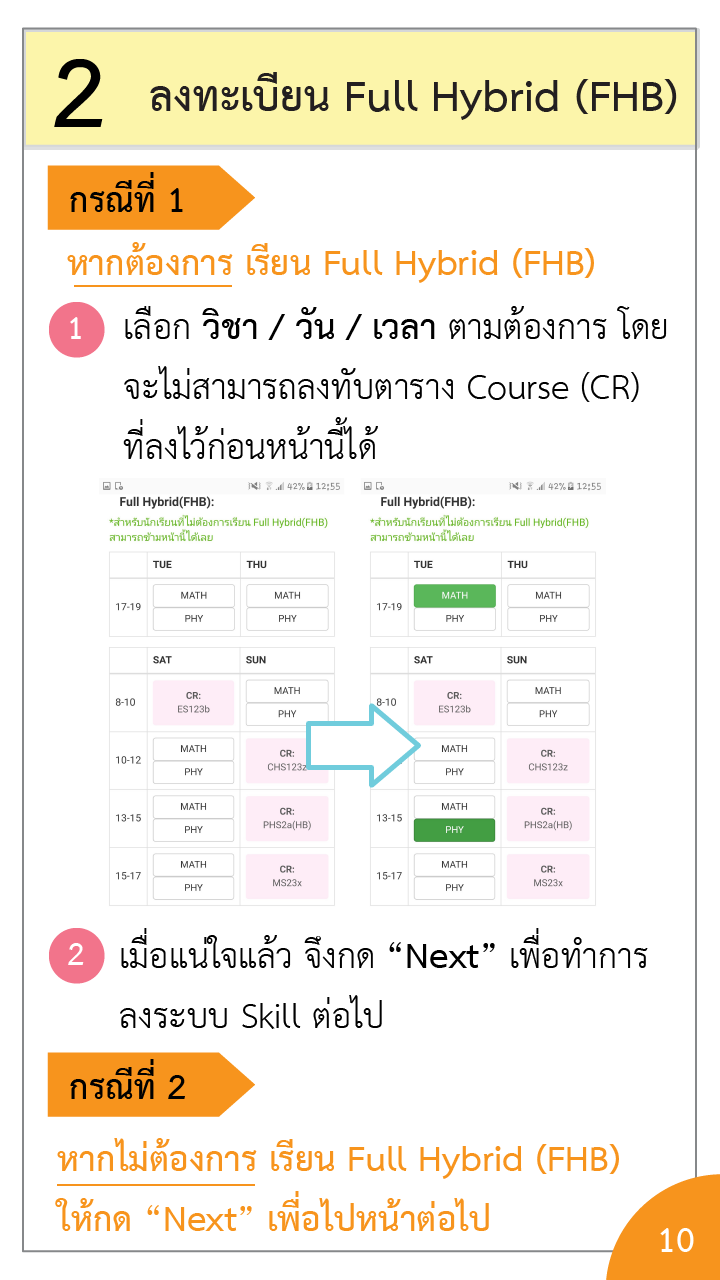 2 ลงทะเบียน Full Hybrid (FHB)
กรณีที่ 1
หากต้องการ เรียน Full Hybrid (FHB)
1 เลือก วิชา / วัน / เวลา ตามต้องการ โดย
จะไม่สามารถลงทับตาราง Course (CR)
ที่ลงไว้ก่อนหน้านี้ได้
42% 12:55
Full Hybrid(FHB):
*สำหรับนักเรียนที่ไม่ต้องการเรียน Full Hybrid(FHB)
สามารถข้ามหน้านี้ได้เลย
TUE THU
17-19 MATH MATH
PHY PHY
SAT SUN
8-10 CR: ES123b MATH
PHY
10-12 MATH CR: CHS123z
PHY
13-15 MATH CR: PHS2a(HB)
PHY
15-17 MATH CR: MS23x
PHY
42% 12:55
Full Hybrid(FHB):
*สำหรับนักเรียนที่ไม่ต้องการเรียน Full Hybrid(FHB)
สามารถข้ามหน้านี้ได้เลย
TUE THU
17-19 MATH MATH
PHY PHY
SAT SUN
8-10 CR: ES123b MATH
PHY
MATH CR: CHS123z
PHY
13-15 MATH CR: PHS2a(HB)
PHY
15-17 MATH CR: MS23x
PHY
2 เมื่อแน่ใจแล้ว จึงกด “Next” เพื่อทำการ
ลงระบบ Skill ต่อไป
กรณีที่ 2
หากไม่ต้องการ เรียน Full Hybrid (FHB)
ให้กด “Next” เพื่อไปหน้าต่อไป
10